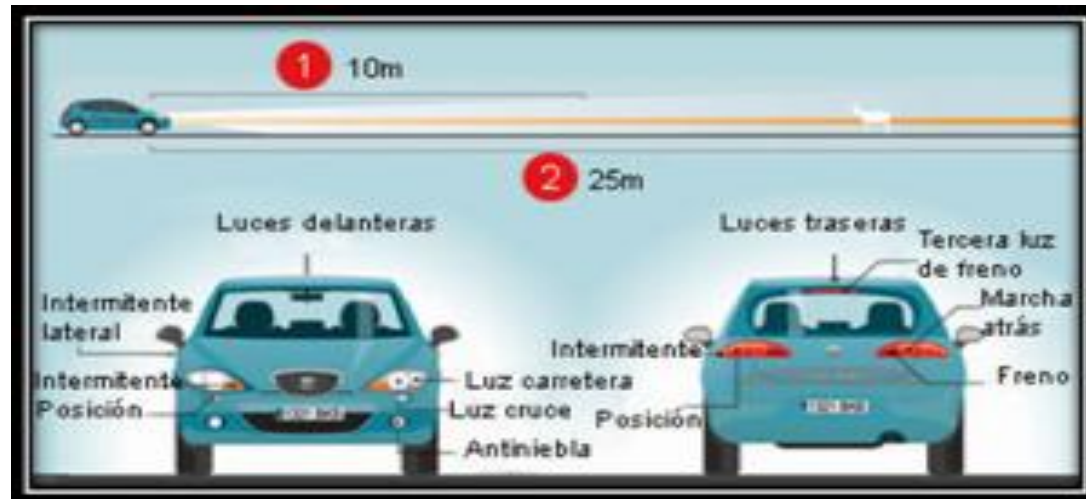 1 10m
2 25m
Luces delanteras
Intermitente
lateral
Intermitente
Posición
Luz carretera
Luz cruce
Antiniebla
Luces traseras
Tercera luz
de freno
Marcha
atrás
Intermitente
Freno
Posición